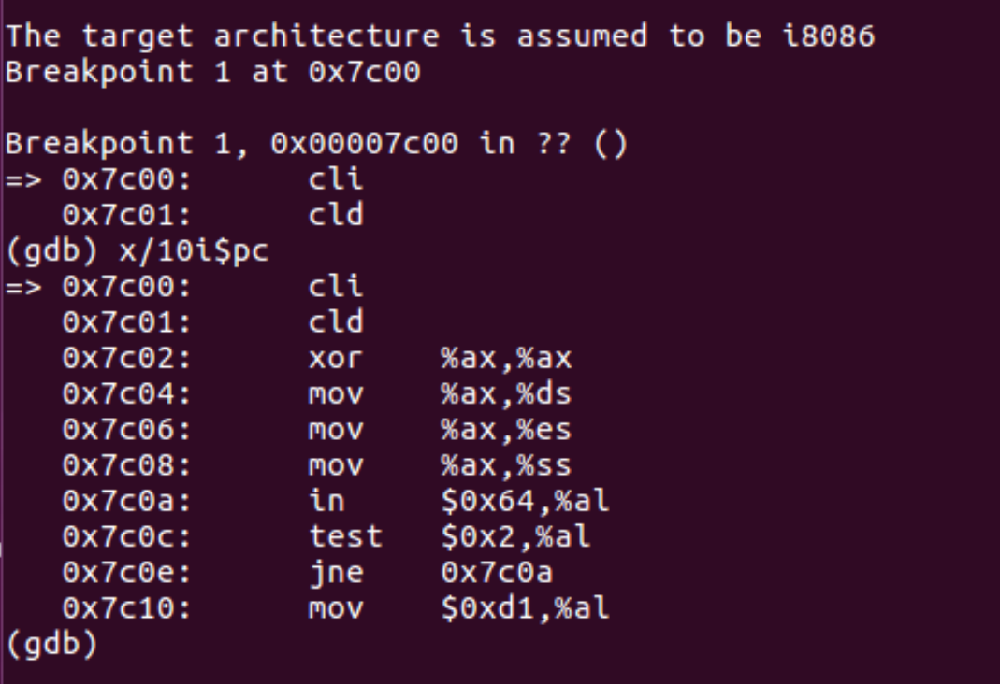 The target architecture is assumed to be i8086
Breakpoint 1 at 0x7c00
Breakpoint 1, 0x00007c00 in ?? ()
=> 0x7c00:      cli
   0x7c01:      cld
(gdb) x/10i$pc
=> 0x7c00:      cli
   0x7c01:      cld
   0x7c02:      xor    %ax,%ax
   0x7c04:      mov    %ax,%ds
   0x7c06:      mov    %ax,%es
   0x7c08:      mov    %ax,%ss
   0x7c0a:      in     $0x64,%al
   0x7c0c:      test   $0x2,%al
   0x7c0e:      jne    0x7c0a
   0x7c10:      mov    $0xd1,%al
(gdb)